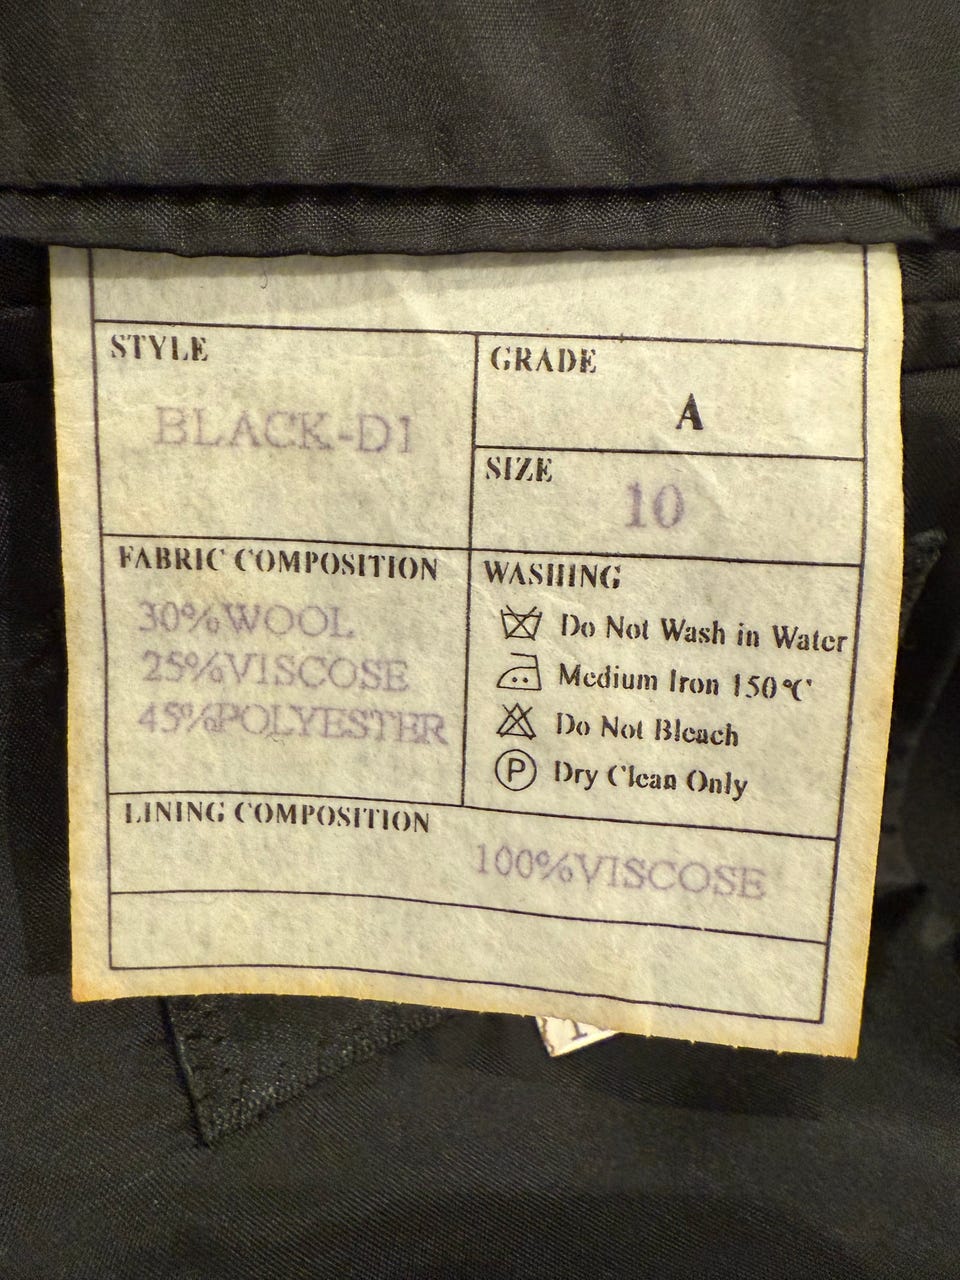 STYLE
BLACK-D1
GRADE
A
SIZE
10
FABRIC COMPOSITION
30%WOOL
25%VISCOSE
45%POLYESTER
WASHING
Do Not Wash in Water
Medium Iron 150℃
Do Not Bleach
P Dry Clean Only
LINING COMPOSITION
100%VISCOSE